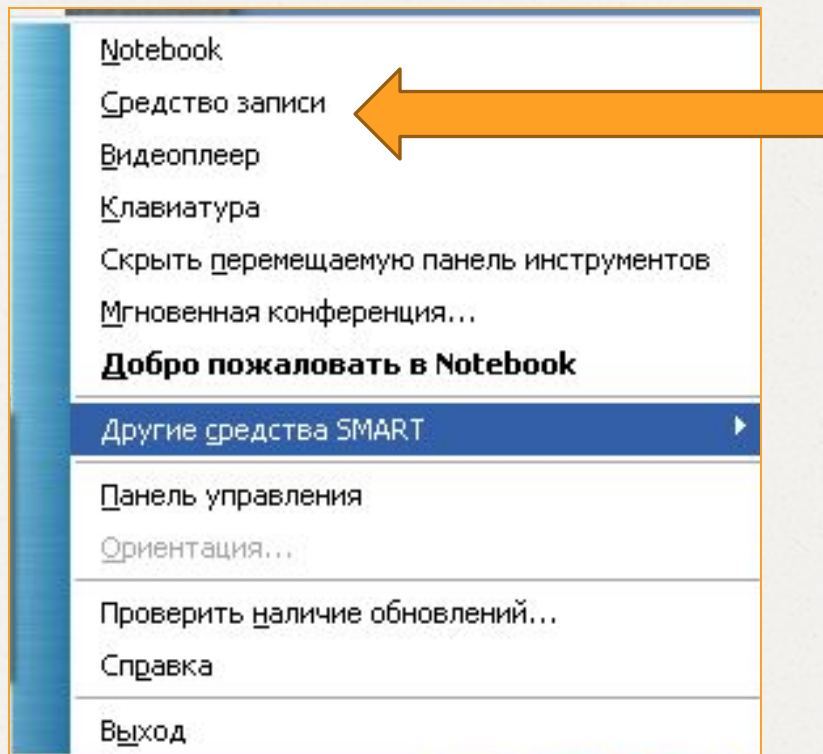 Notebook
Средство записи
Видеоплеер
Клавиатура
Скрыть перемещаемую панель инструментов
Мгновенная конференция...
Добро пожаловать в Notebook
Другие средства SMART
Панель управления
Ориентация...
Проверить наличие обновлений...
Справка
Выход